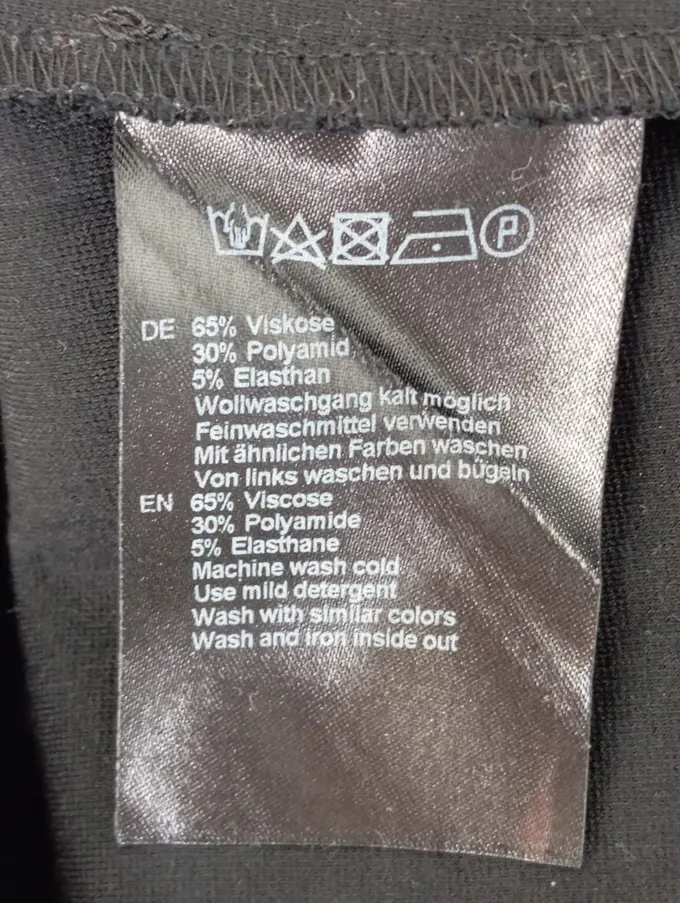 P
DE 65% Viskose
30% Polyamid
5% Elasthan
Wollwaschgang kalt möglich
Feinwaschmittel verwenden
Mit ähnlichen Farben waschen
Von links waschen und bügeln
EN 65% Viscose
30% Polyamide
5% Elasthane
Machine wash cold
Use mild detergent
Wash with similar colors
Wash and iron inside out